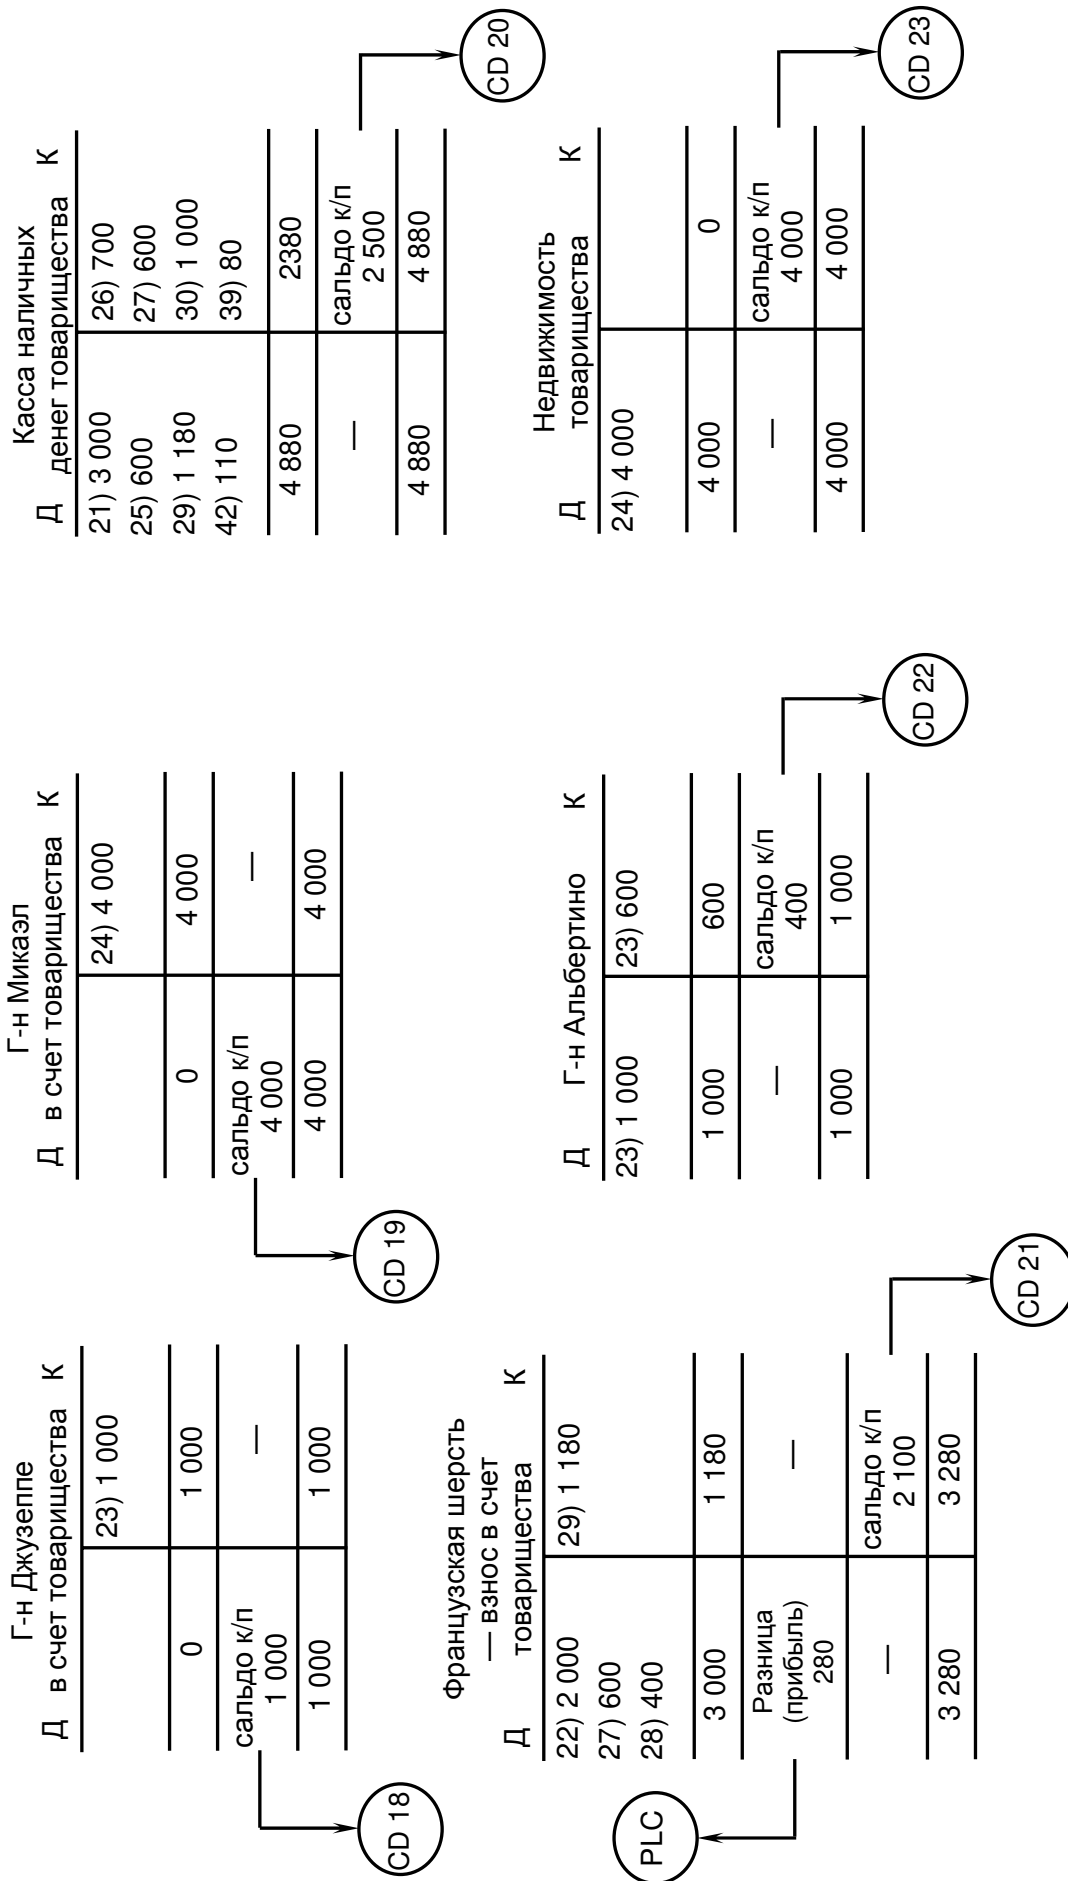 Г-н Джузеппе
Д в счет товарищества К
23) 1 000
0 1 000
сальдо к/п —
1 000
1 000 1 000
CD 18
Г-н Микаэл
Д в счет товарищества К
24) 4 000
0 4 000
сальдо к/п —
4 000
4 000 4 000
CD 19
Касса наличных
Д денег товарищества К
21) 3 000 26) 700
25) 600 27) 600
29) 1 180 30) 1 000
42) 110 39) 80
4 880 2380
— сальдо к/п
2 500
4 880 4 880
CD 20
Французская шерсть
— взнос в счет
Д товарищества К
22) 2 000 29) 1 180
27) 600
28) 400
3 000 1 180
Разница —
(прибыль)
280
— сальдо к/п
2 100
3 280 3 280
PLC
CD 21
Д Г-н Альбертино К
23) 1 000 23) 600
1 000 600
— сальдо к/п
400
1 000 1 000
CD 22
Недвижимость
Д товарищества К
24) 4 000
4 000 0
— сальдо к/п
4 000
4 000 4 000
CD 23